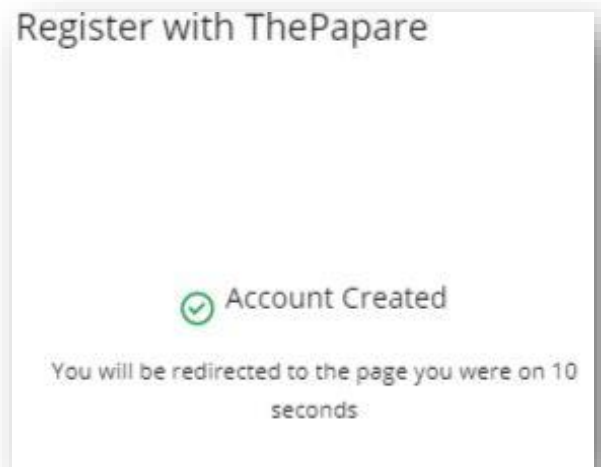 Register with ThePapare
Account Created
You will be redirected to the page you were on 10
seconds